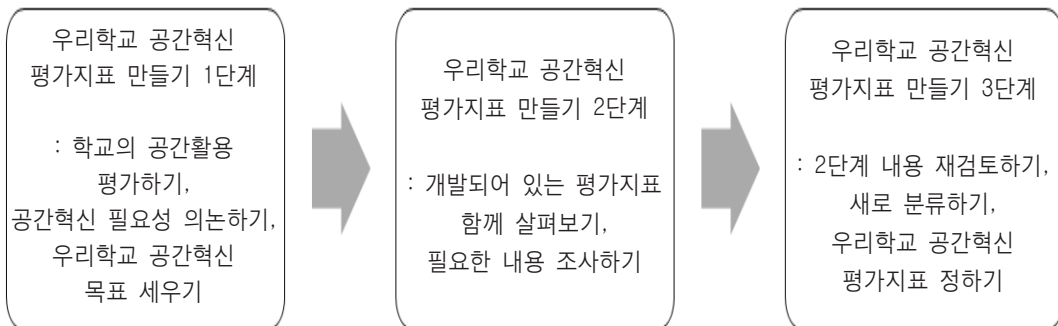 우리학교 공간혁신
평가지표 만들기 1단계
: 학교의 공간활용
평가하기,
공간혁신 필요성 의논하기,
우리학교 공간혁신
목표 세우기
우리학교 공간혁신
평가지표 만들기 2단계
: 개발되어 있는 평가지표
함께 살펴보기,
필요한 내용 조사하기
우리학교 공간혁신
평가지표 만들기 3단계
: 2단계 내용 재검토하기,
새로 분류하기,
우리학교 공간혁신
평가지표 정하기